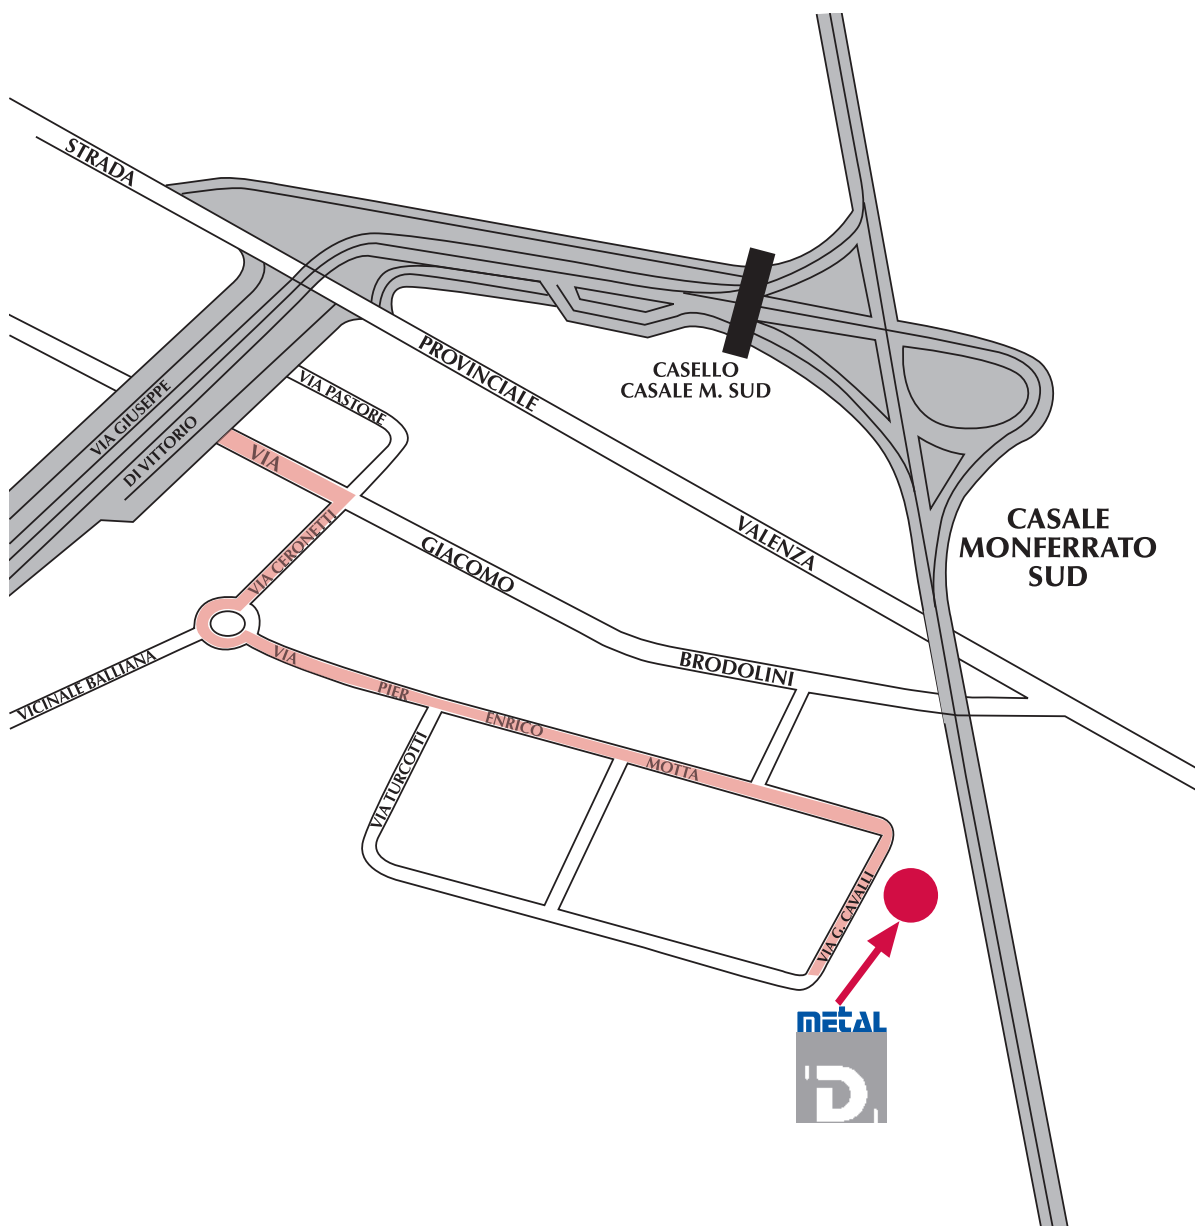 STRADA
PROVINCIALE
VALENZA
CASELLO
CASALE M. SUD
VIA PASTORE
VIA GIUSEPPE
DI VITTORIO
VIA
GIACOMO
BRODOLINI
CASALE
MONFERRATO
SUD
VIA CERONETTI
VICINALE BALLIANA
VIA
PIER
ENRICO
MOTTA
VIA TURCOTTI
VIA G. CAVALLI
METAL
D